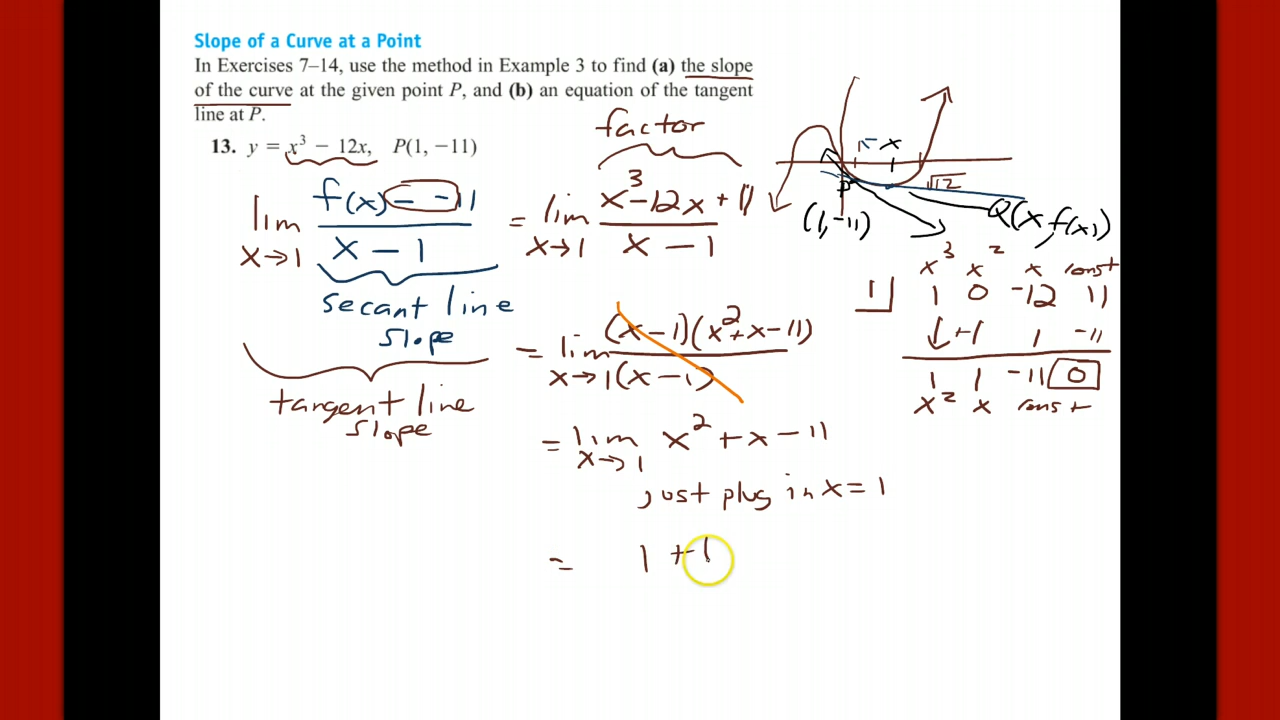 Slope of a Curve at a Point
In Exercises 7–14, use the method in Example 3 to find (a) the slope
of the curve at the given point P, and (b) an equation of the tangent
line at P.
13. y = x³ − 12x, P(1, −11)
factor
lim x→1 f(x) − −11 / x − 1 = lim x→1 x³ − 12x + 11 / x − 1
secant line
slope
tangent line
slope
= lim x→1 (x − 1)(x² + x − 11) / (x − 1)
= lim x→1 x² + x − 11
just plug in x = 1
= 1 + 1
x
√12
P
(1, −11)
Q(x, f(x))
x³ x² x const
1 | 1 0 −12 11
↓ +1 1 −11
1 1 −11 0
x² x const